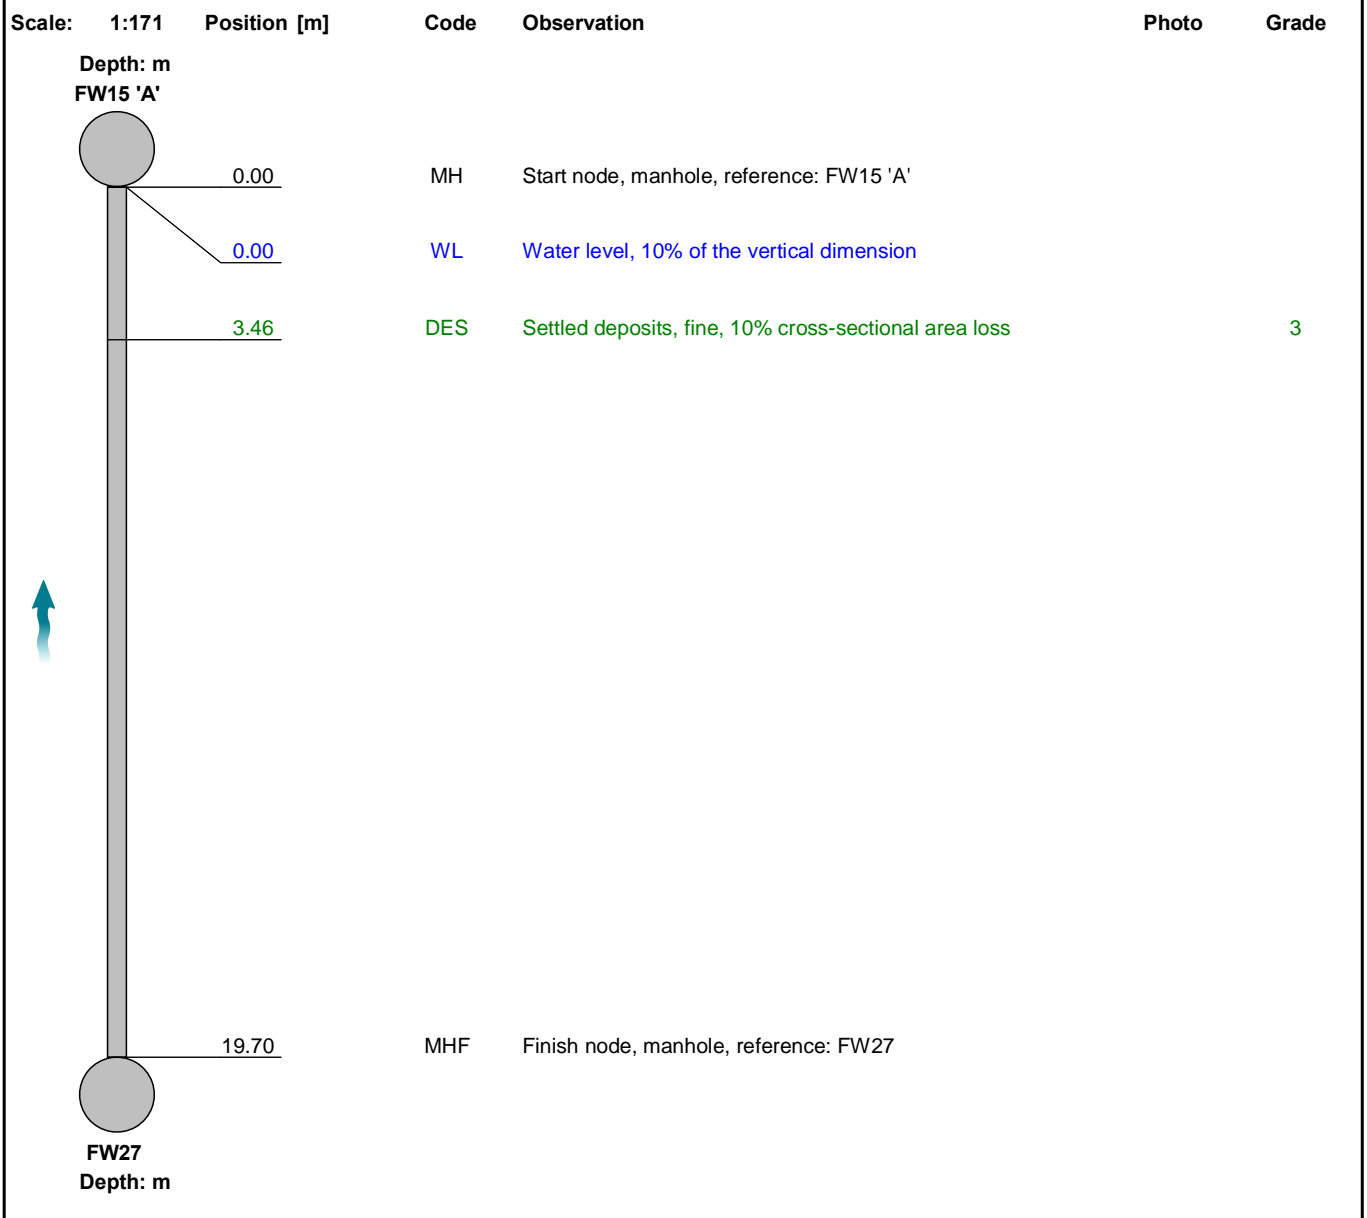 Scale: 1:171 Position [m] Code Observation Photo Grade
Depth: m
FW15 'A'
0.00 MH Start node, manhole, reference: FW15 'A'
0.00 WL Water level, 10% of the vertical dimension
3.46 DES Settled deposits, fine, 10% cross-sectional area loss 3
19.70 MHF Finish node, manhole, reference: FW27
FW27
Depth: m